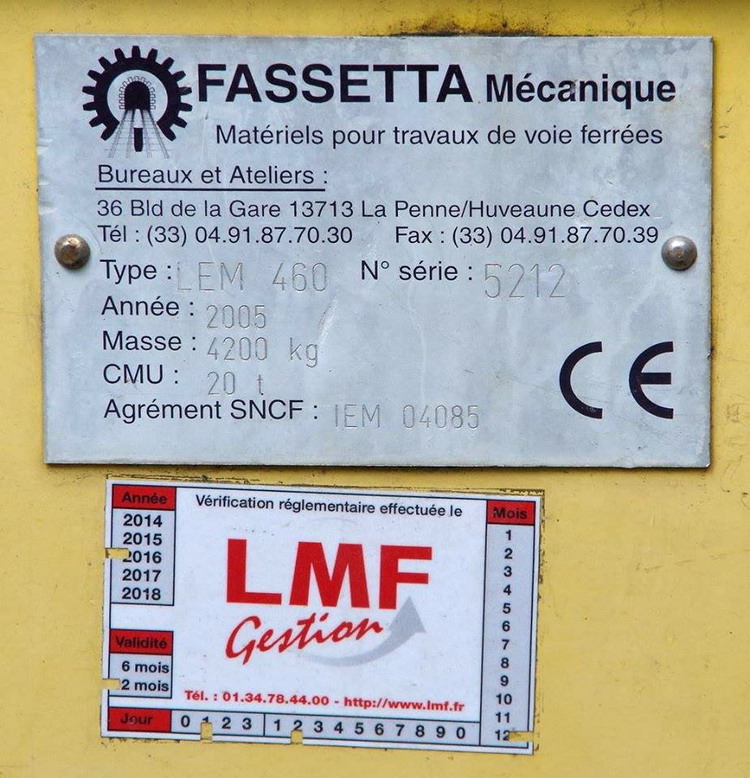 FASSETTA Mécanique
Matériels pour travaux de voie ferrées
Bureaux et Ateliers :
36 Bld de la Gare 13713 La Penne/Huveaune Cedex
Tél : (33) 04.91.87.70.30 Fax : (33) 04.91.87.70.39
Type : LEM 460 N° série : 5212
Année : 2005
Masse : 4200 kg
CMU : 20 t
Agrément SNCF : IEM 04085
CE
Vérification réglementaire effectuée le
LMF
Gestion
Tél. : 01.34.78.44.00 - http://www.lmf.fr
Année
2014
2015
2016
2017
2018
Validité
6 mois
2 mois
Jour 0 1 2 3 1 2 3 4 5 6 7 8 9 0
Mois
1
2
3
4
5
6
7
8
9
10
11
12